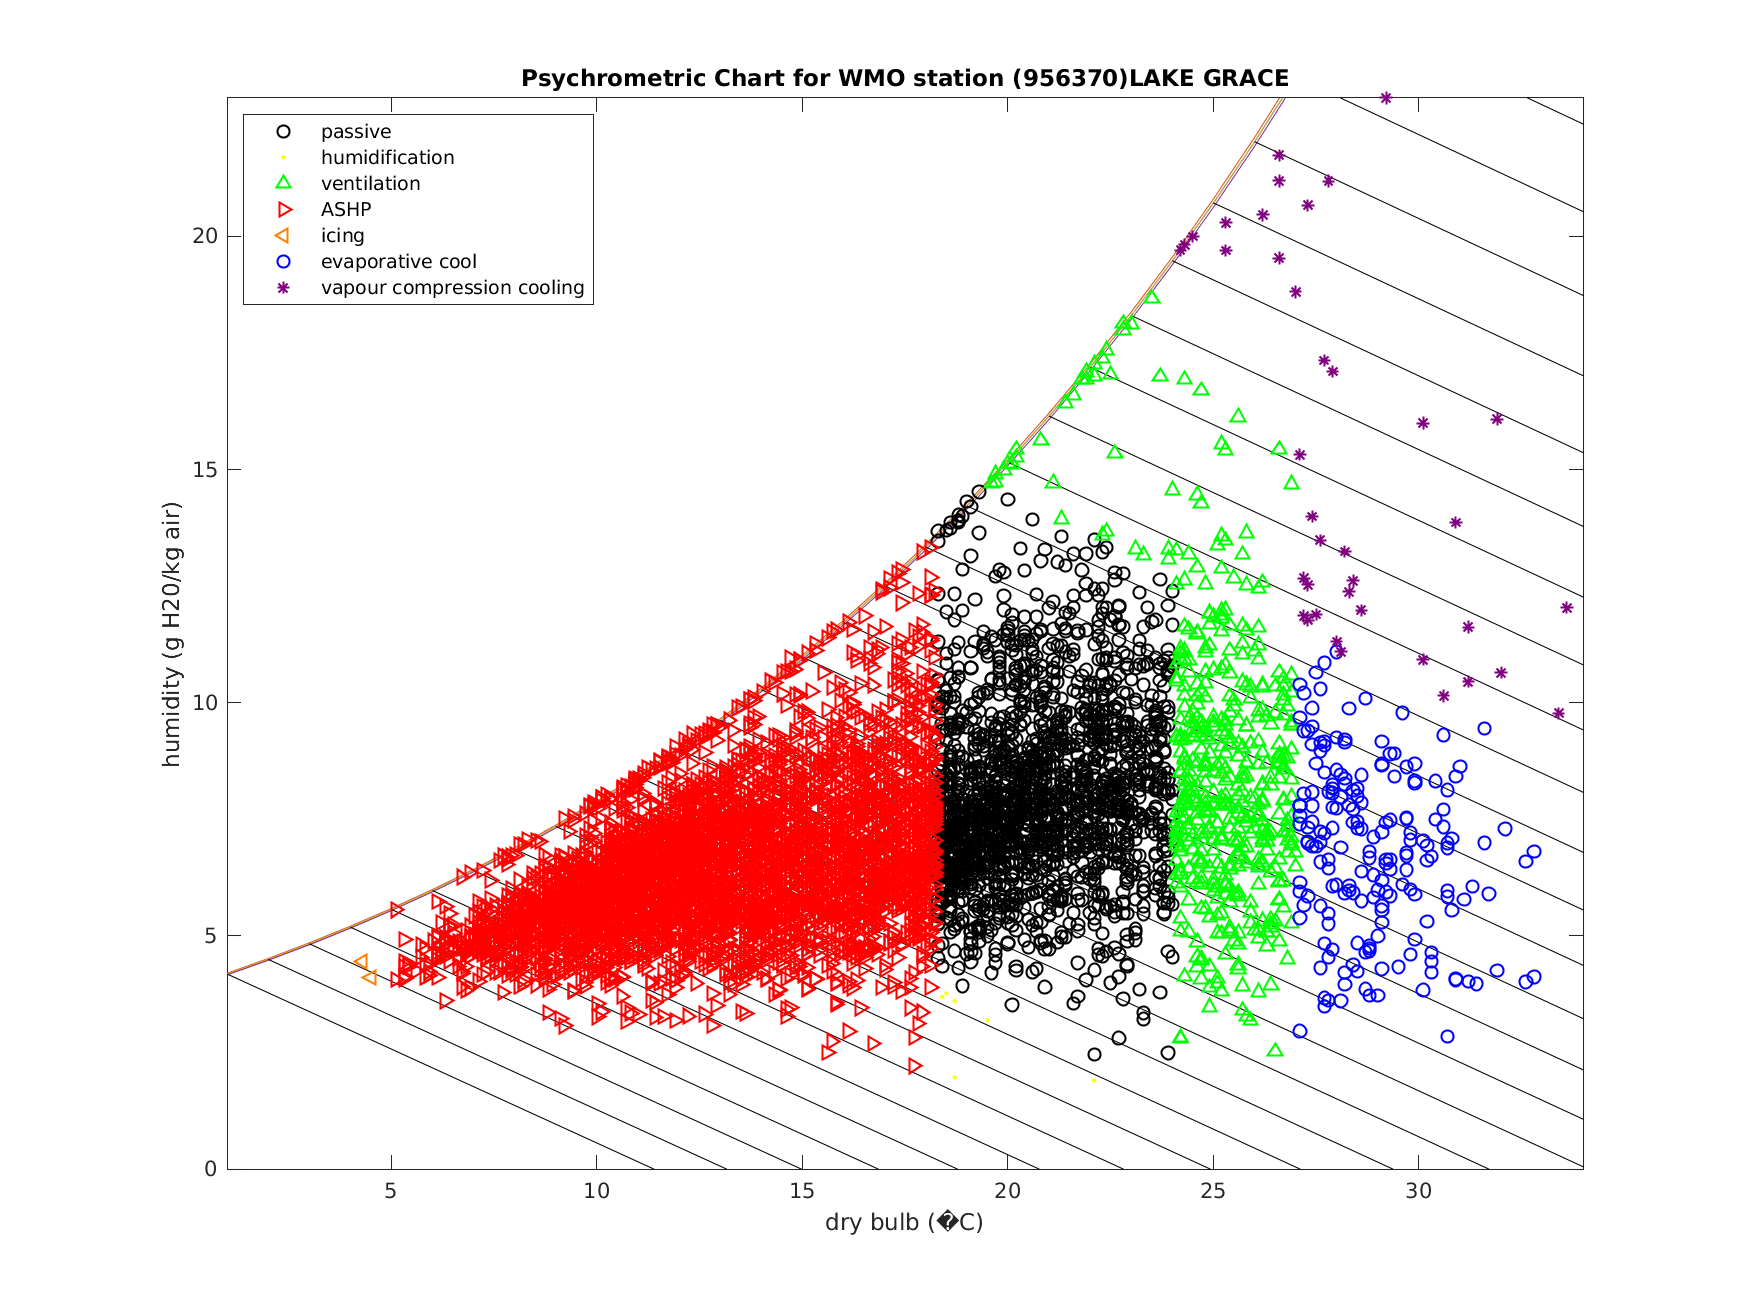 Psychrometric Chart for WMO station (956370)LAKE GRACE
passive
humidification
ventilation
ASHP
icing
evaporative cool
vapour compression cooling
humidity (g H20/kg air)
20
15
10
5
0
5 10 15 20 25 30
dry bulb (�C)